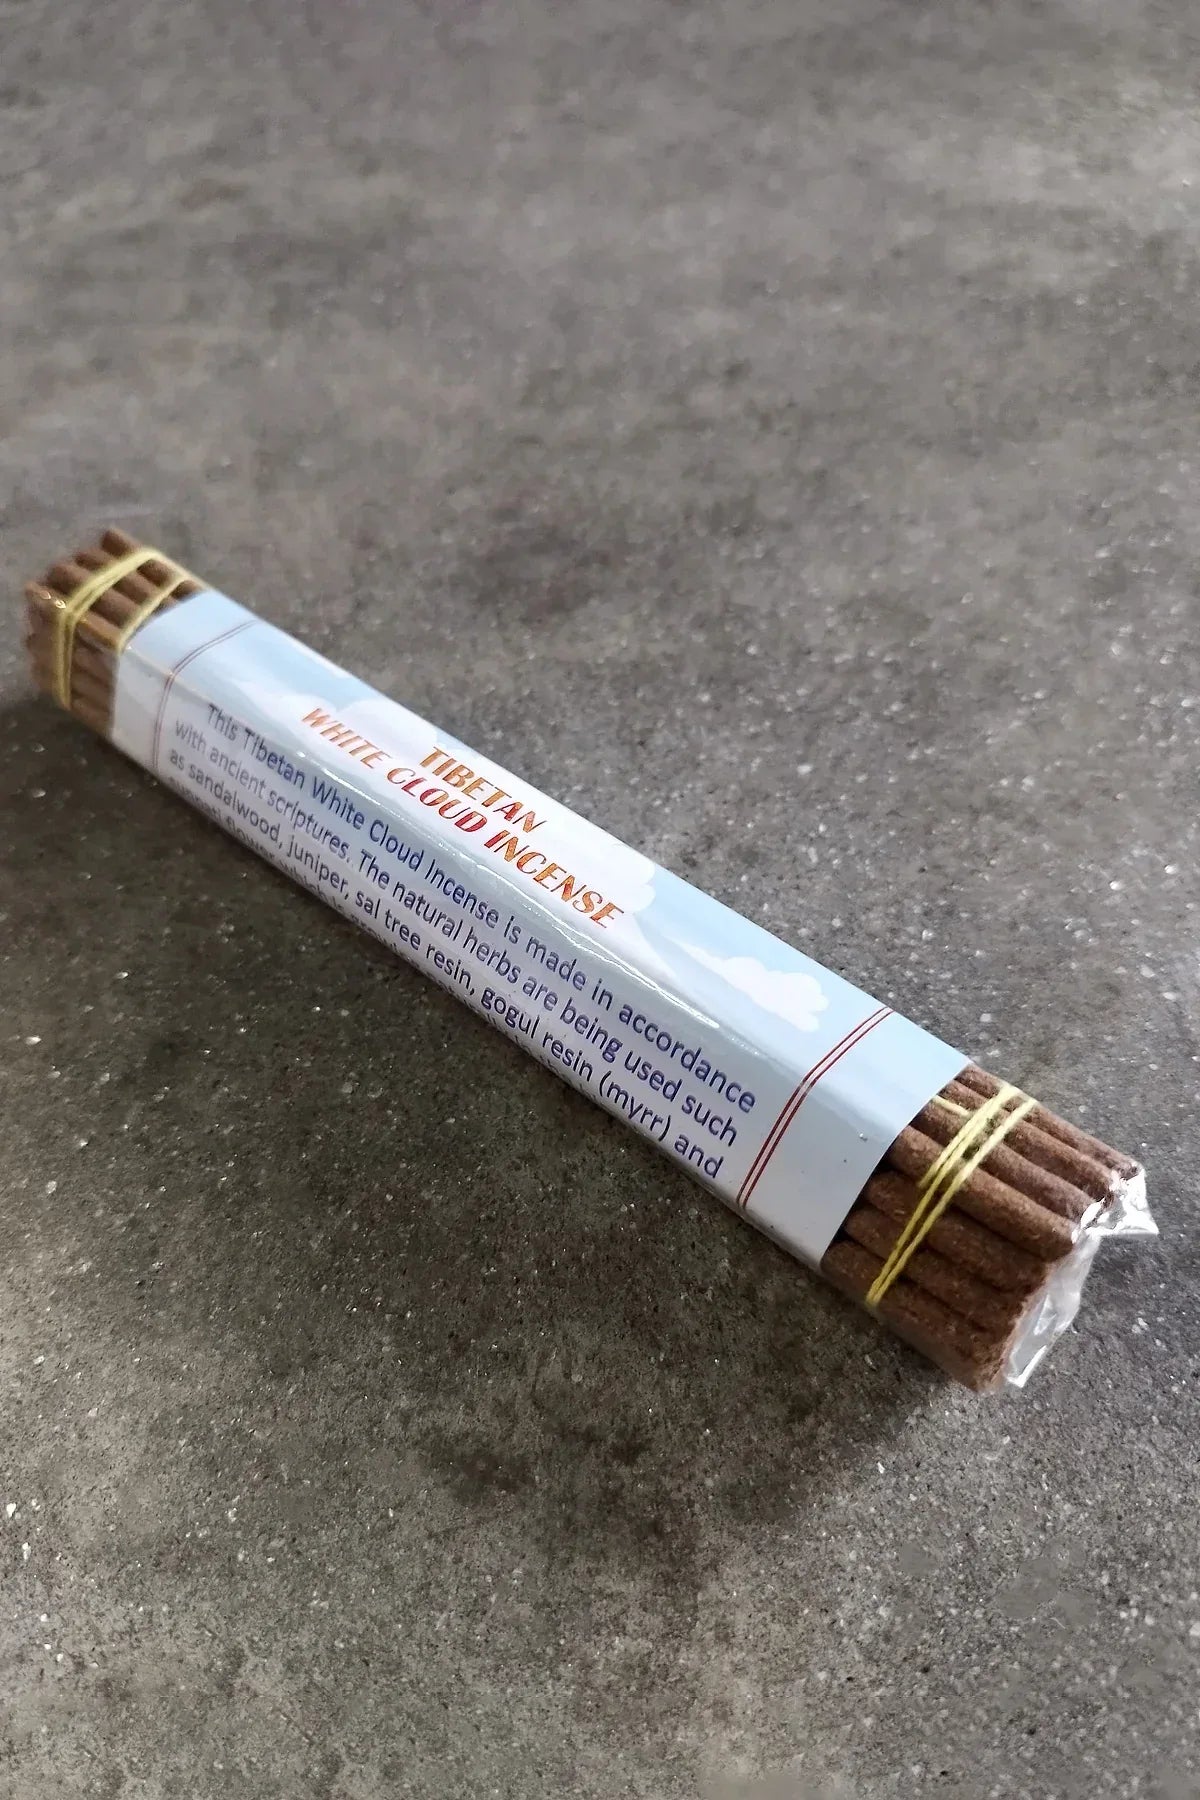 TIBETAN
WHITE CLOUD INCENSE
This Tibetan White Cloud Incense is made in accordance
with ancient scriptures. The natural herbs are being used such
as sandalwood, juniper, sal tree resin, gogul resin (myrr) and